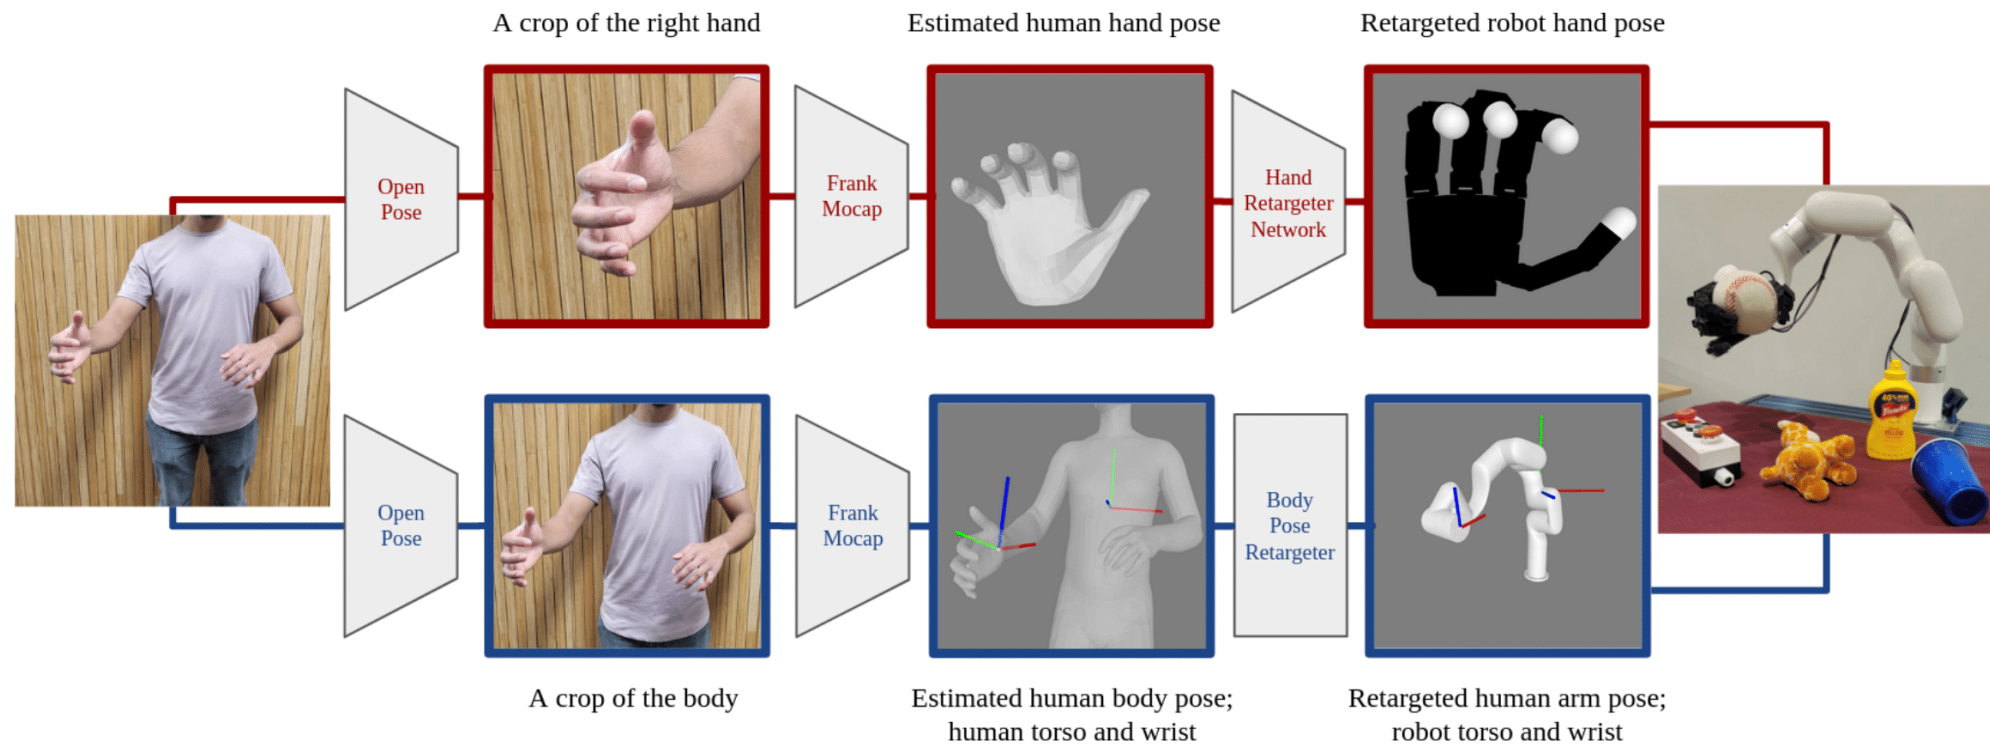 A crop of the right hand
Estimated human hand pose
Retargeted robot hand pose
Open
Pose
Frank
Mocap
Hand
Retargeter
Network
Open
Pose
Frank
Mocap
Body
Pose
Retargeter
A crop of the body
Estimated human body pose;
human torso and wrist
Retargeted human arm pose;
robot torso and wrist